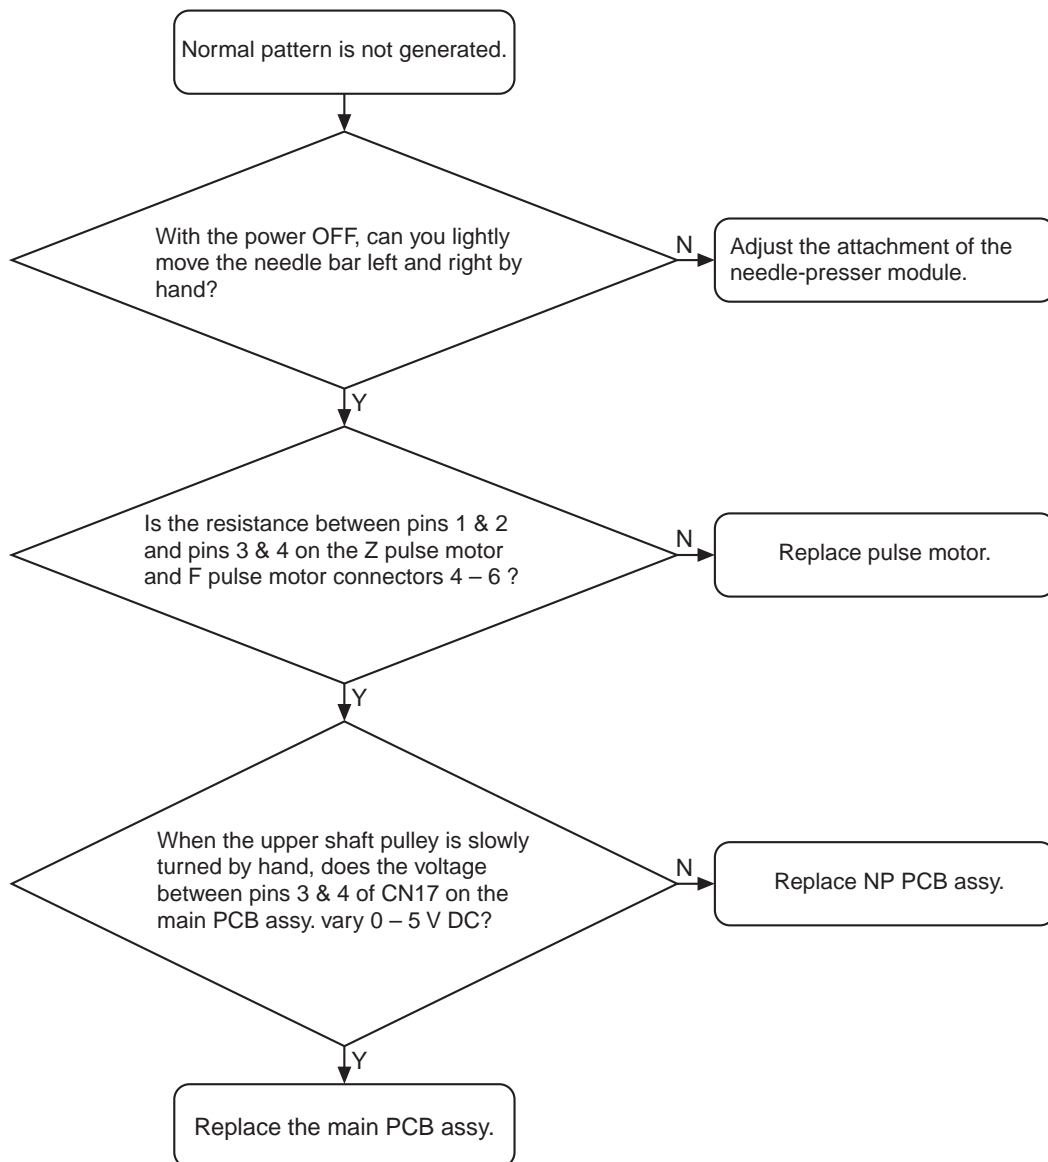 Normal pattern is not generated.
With the power OFF, can you lightly
move the needle bar left and right by
hand?
N
Adjust the attachment of the
needle-presser module.
Y
Is the resistance between pins 1 & 2
and pins 3 & 4 on the Z pulse motor
and F pulse motor connectors 4 – 6 ?
N
Replace pulse motor.
Y
When the upper shaft pulley is slowly
turned by hand, does the voltage
between pins 3 & 4 of CN17 on the
main PCB assy. vary 0 – 5 V DC?
N
Replace NP PCB assy.
Y
Replace the main PCB assy.